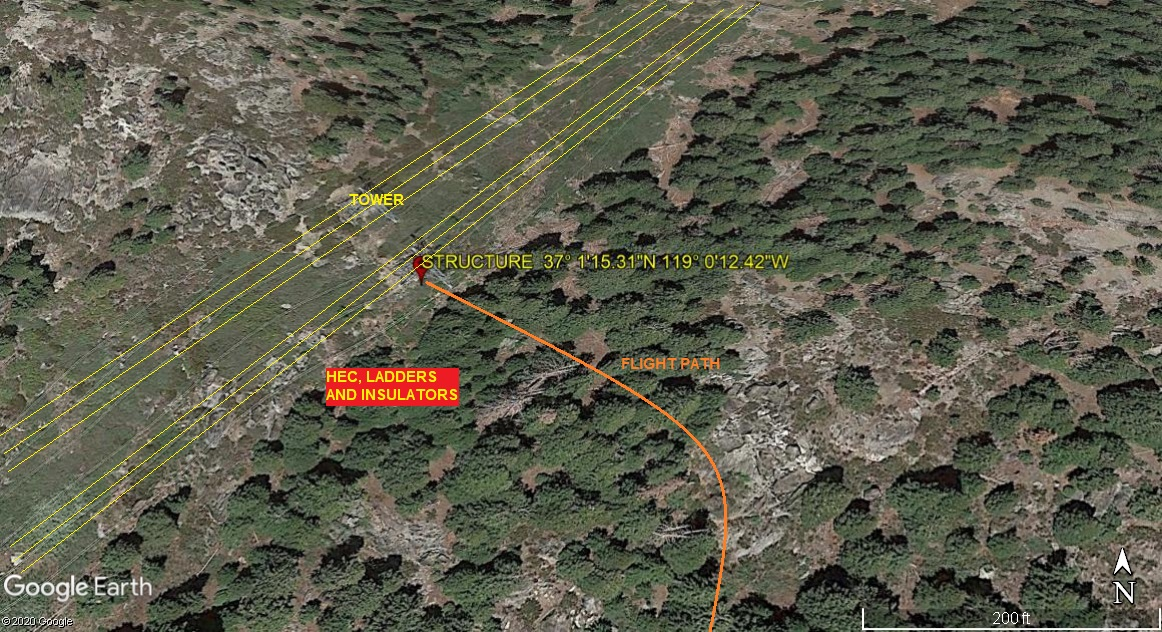 TOWER
STRUCTURE 37° 1'15.31"N 119° 0'12.42"W
FLIGHT PATH
HEC, LADDERS
AND INSULATORS
Google Earth
N
©2020 Google
200 ft